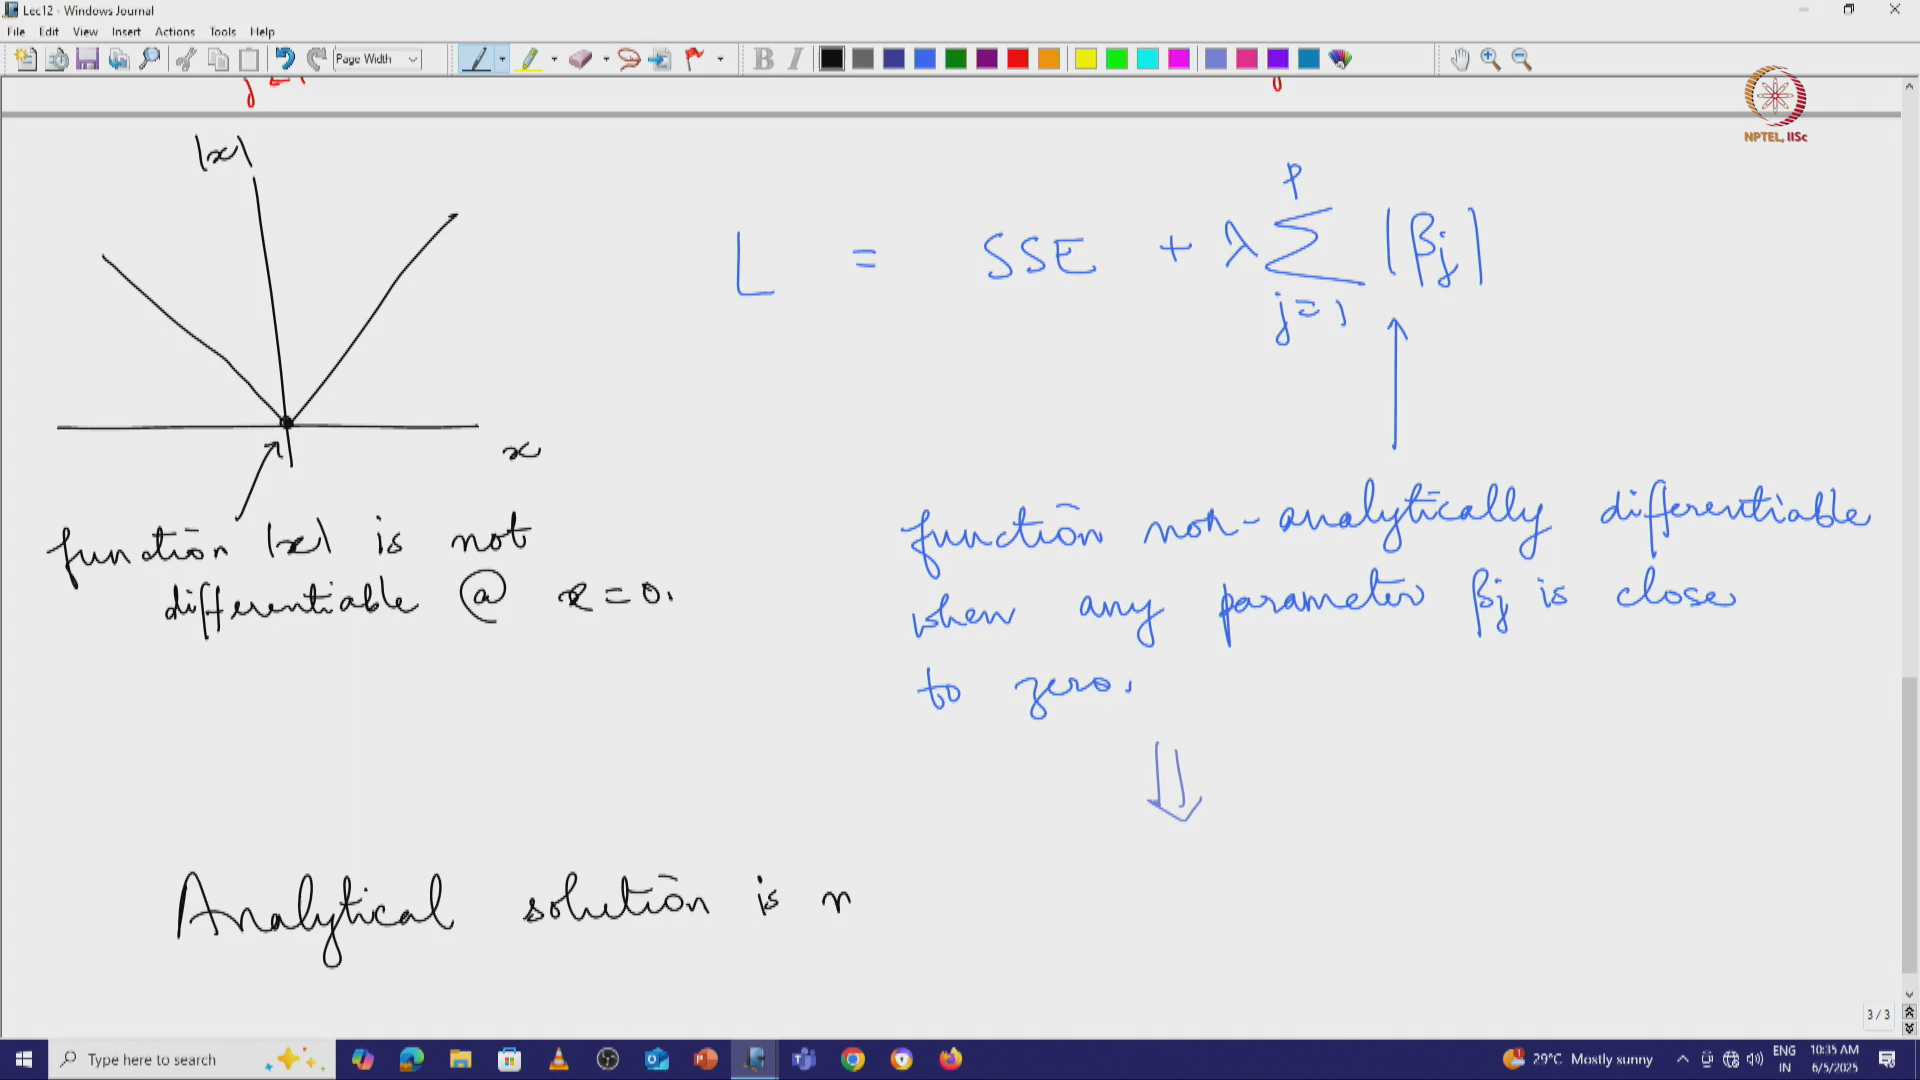 Lec12 - Windows Journal
File Edit View Insert Actions Tools Help
Page Width
NPTEL, IISc
|x|
x
function |x| is not
differentiable @ x = 0.
L = SSE + λ ∑ |βj|
p
j=1
function non-analytically differentiable
when any parameter βj is close
to zero.
Analytical solution is n
3 / 3
Type here to search
29°C Mostly sunny
ENG
IN
10:35 AM
6/5/2025